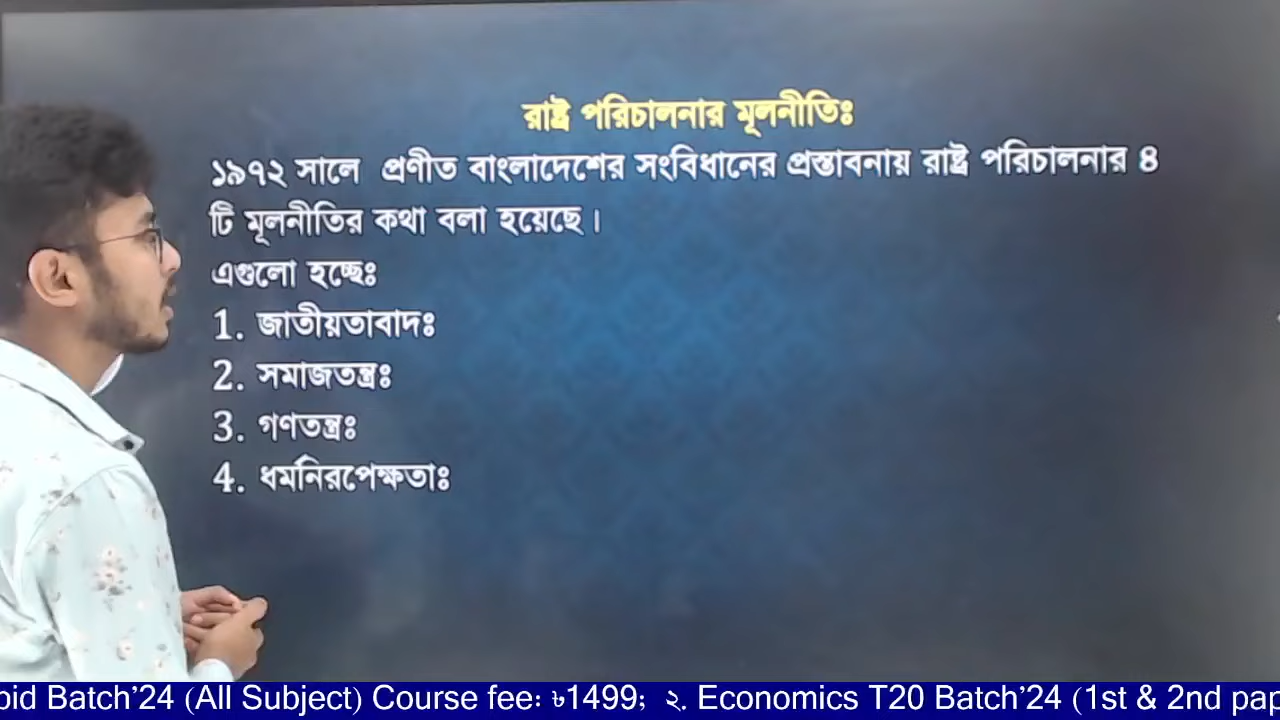 রাষ্ট্র পরিচালনার মূলনীতিঃ
১৯৭২ সালে প্রণীত বাংলাদেশের সংবিধানের প্রস্তাবনায় রাষ্ট্র পরিচালনার ৪
টি মূলনীতির কথা বলা হয়েছে।
এগুলো হচ্ছেঃ
1. জাতীয়তাবাদঃ
2. সমাজতন্ত্রঃ
3. গণতন্ত্রঃ
4. ধর্মনিরপেক্ষতাঃ
Batch’24 (All Subject) Course fee: ৳1499; ২. Economics T20 Batch’24 (1st & 2nd